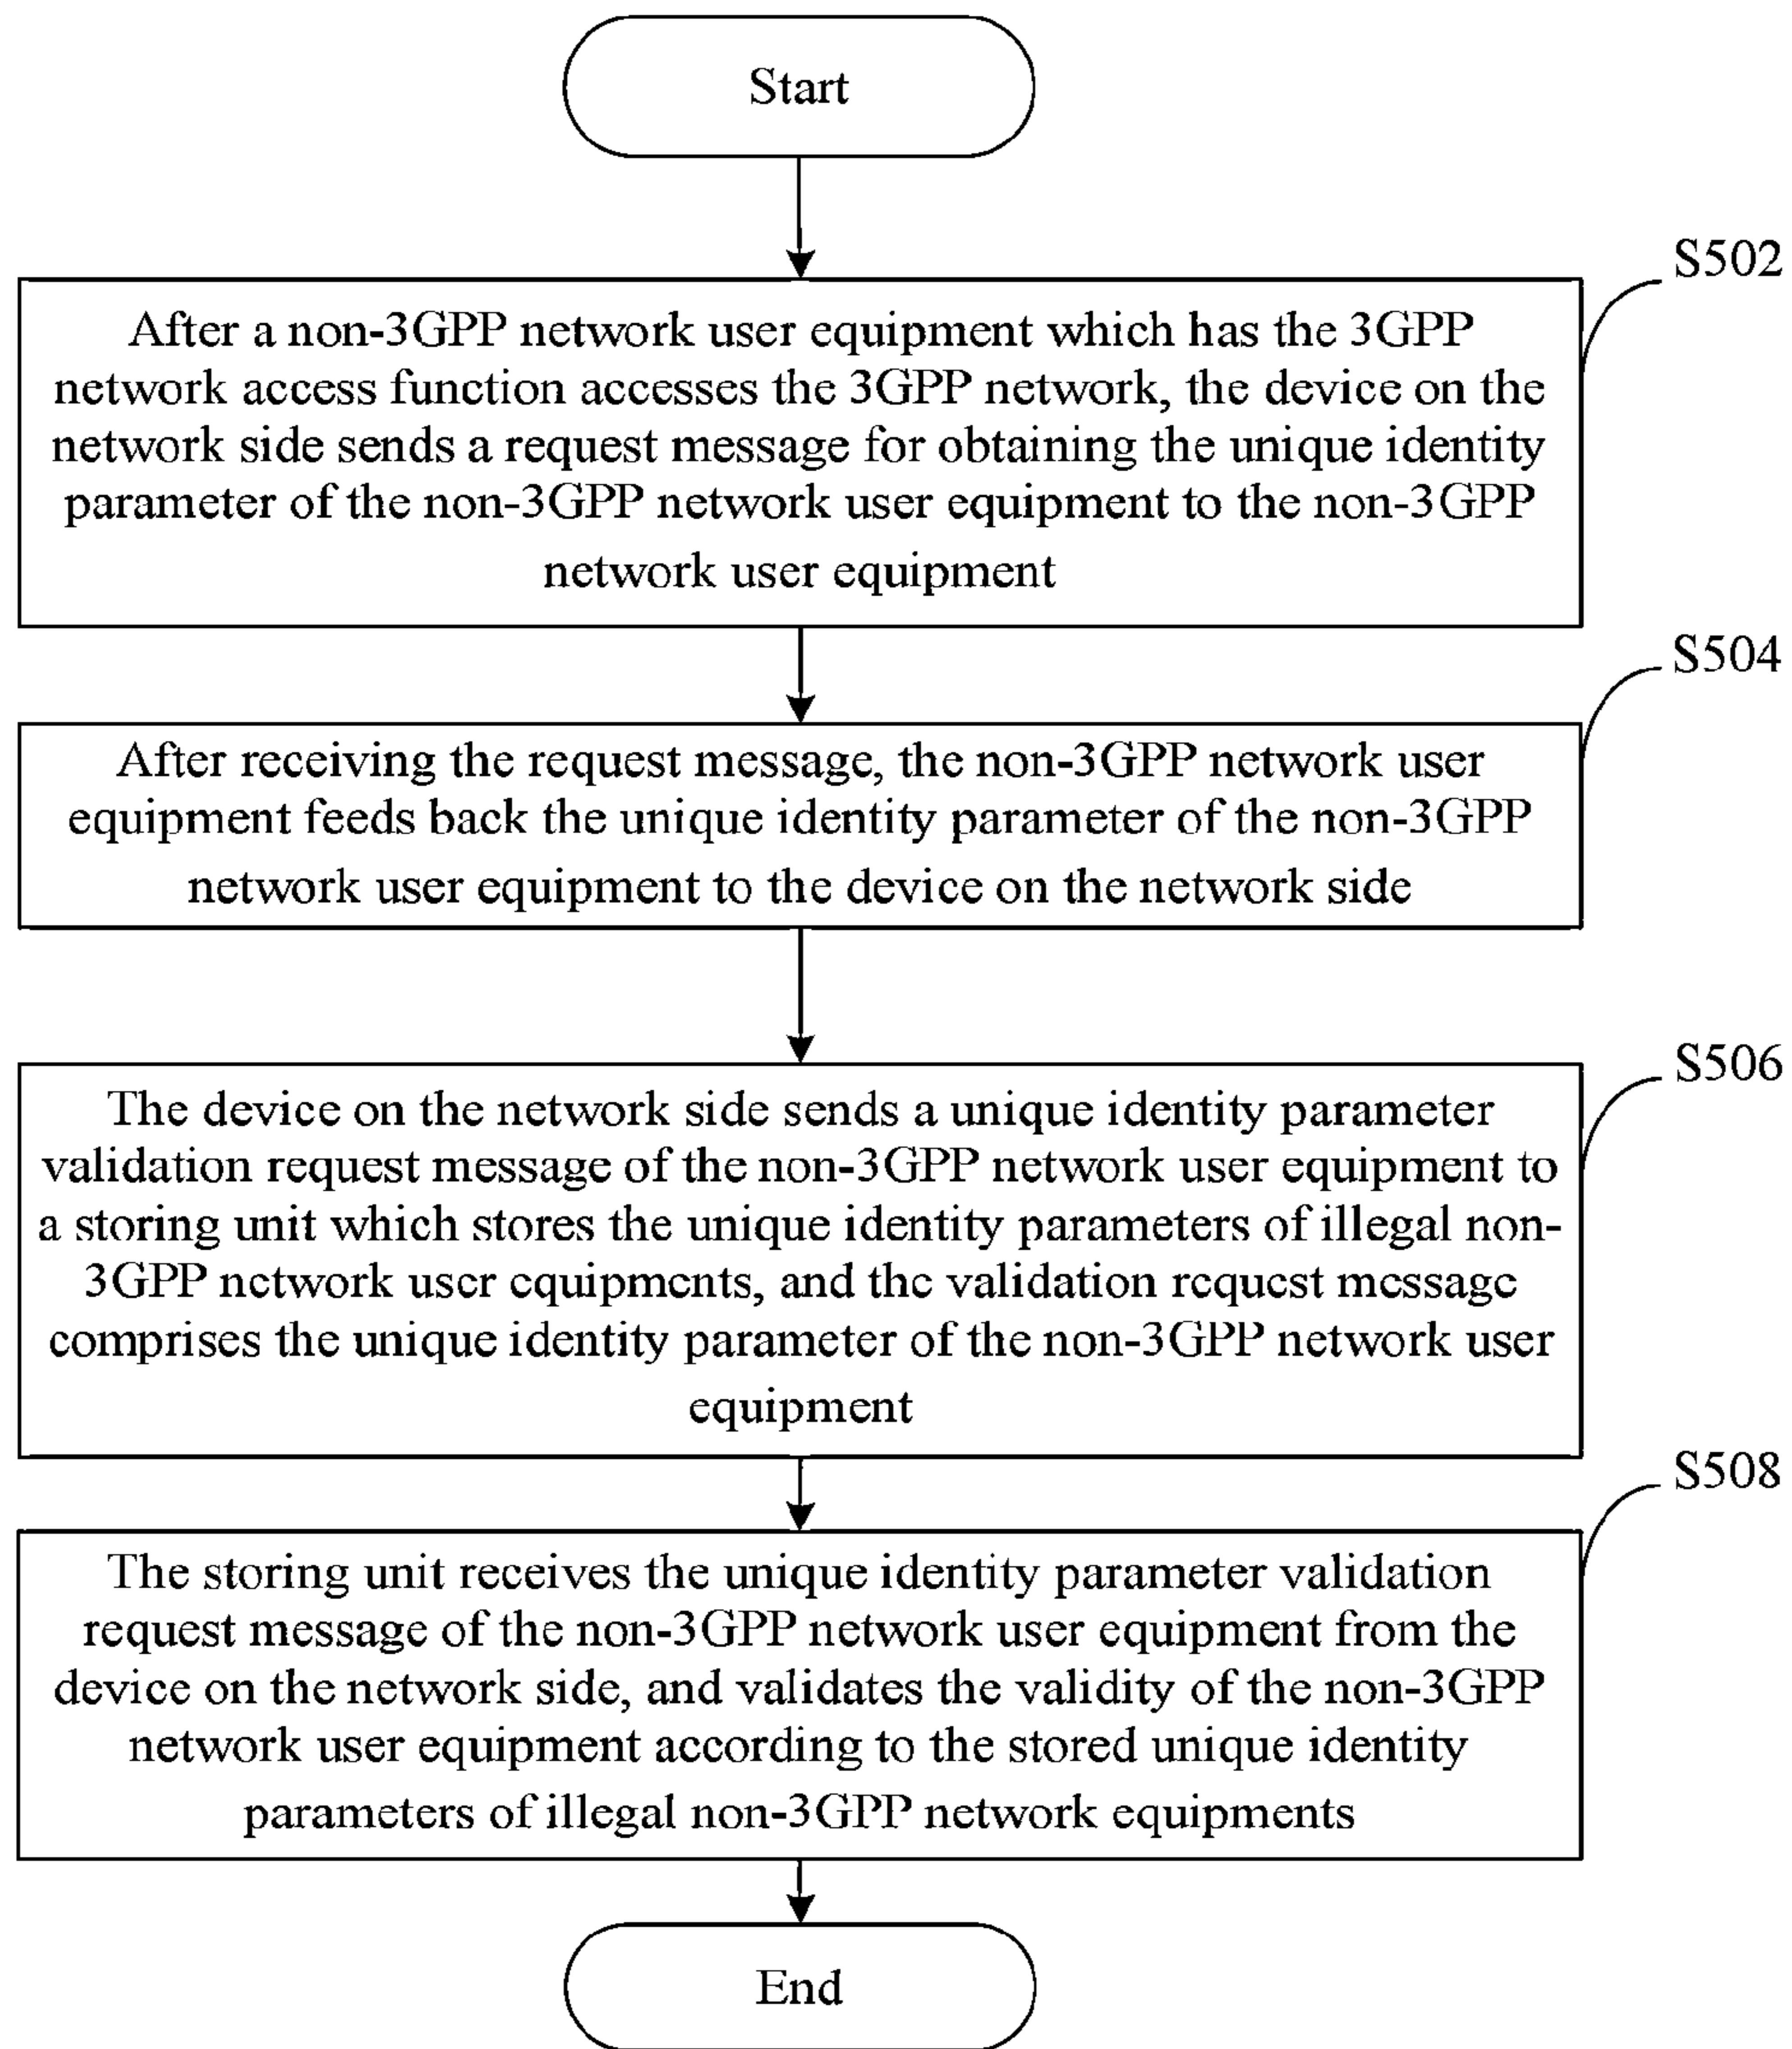 Start
S502
After a non-3GPP network user equipment which has the 3GPP
network access function accesses the 3GPP network, the device on the
network side sends a request message for obtaining the unique identity
parameter of the non-3GPP network user equipment to the non-3GPP
network user equipment
S504
After receiving the request message, the non-3GPP network user
equipment feeds back the unique identity parameter of the non-3GPP
network user equipment to the device on the network side
S506
The device on the network side sends a unique identity parameter
validation request message of the non-3GPP network user equipment to
a storing unit which stores the unique identity parameters of illegal non-
3GPP network user equipments, and the validation request message
comprises the unique identity parameter of the non-3GPP network user
equipment
S508
The storing unit receives the unique identity parameter validation
request message of the non-3GPP network user equipment from the
device on the network side, and validates the validity of the non-3GPP
network user equipment according to the stored unique identity
parameters of illegal non-3GPP network equipments
End